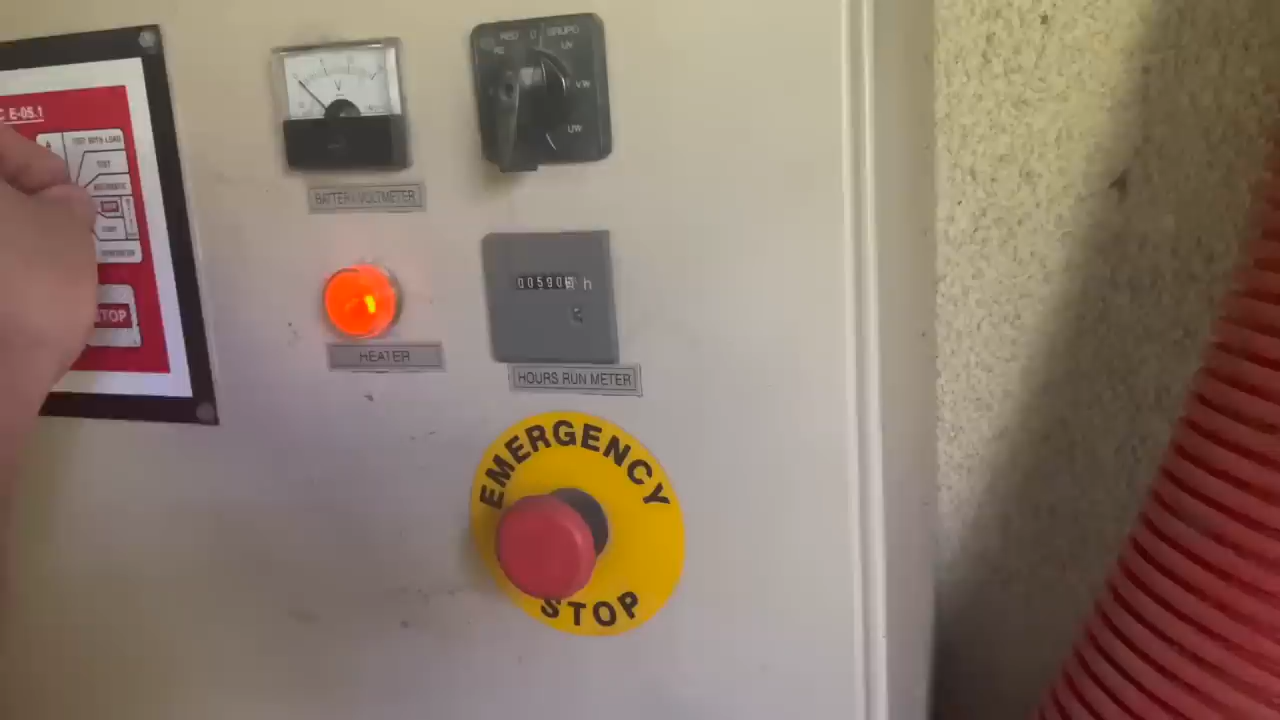 C E-05.1
TEST WITH LOAD
TEST
AUTOMATIC
STOP
V
BATTERY VOLTMETER
RED 0 GRUPO
UV
VW
UW
HEATER
h
HOURS RUN METER
EMERGENCY
STOP